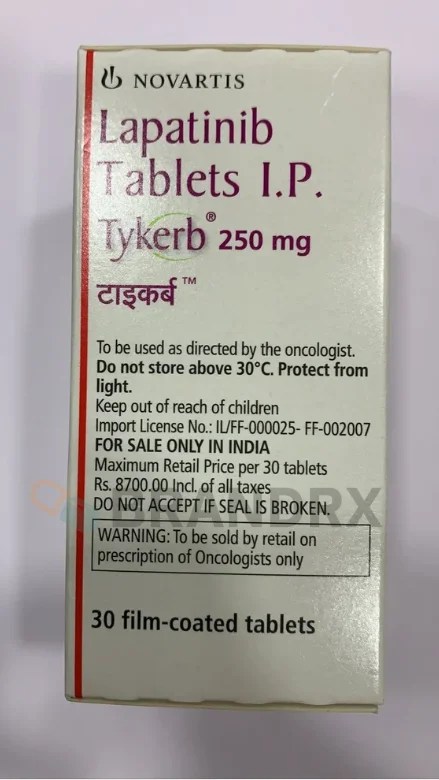 NOVARTIS
Lapatinib
Tablets I.P.
Tykerb® 250 mg
टाइकर्ब ™
To be used as directed by the oncologist.
Do not store above 30°C. Protect from
light.
Keep out of reach of children
Import License No.: IL/FF-000025- FF-002007
FOR SALE ONLY IN INDIA
Maximum Retail Price per 30 tablets
Rs. 8700.00 Incl. of all taxes
BRANDRX
DO NOT ACCEPT IF SEAL IS BROKEN.
WARNING: To be sold by retail on
prescription of Oncologists only
30 film-coated tablets